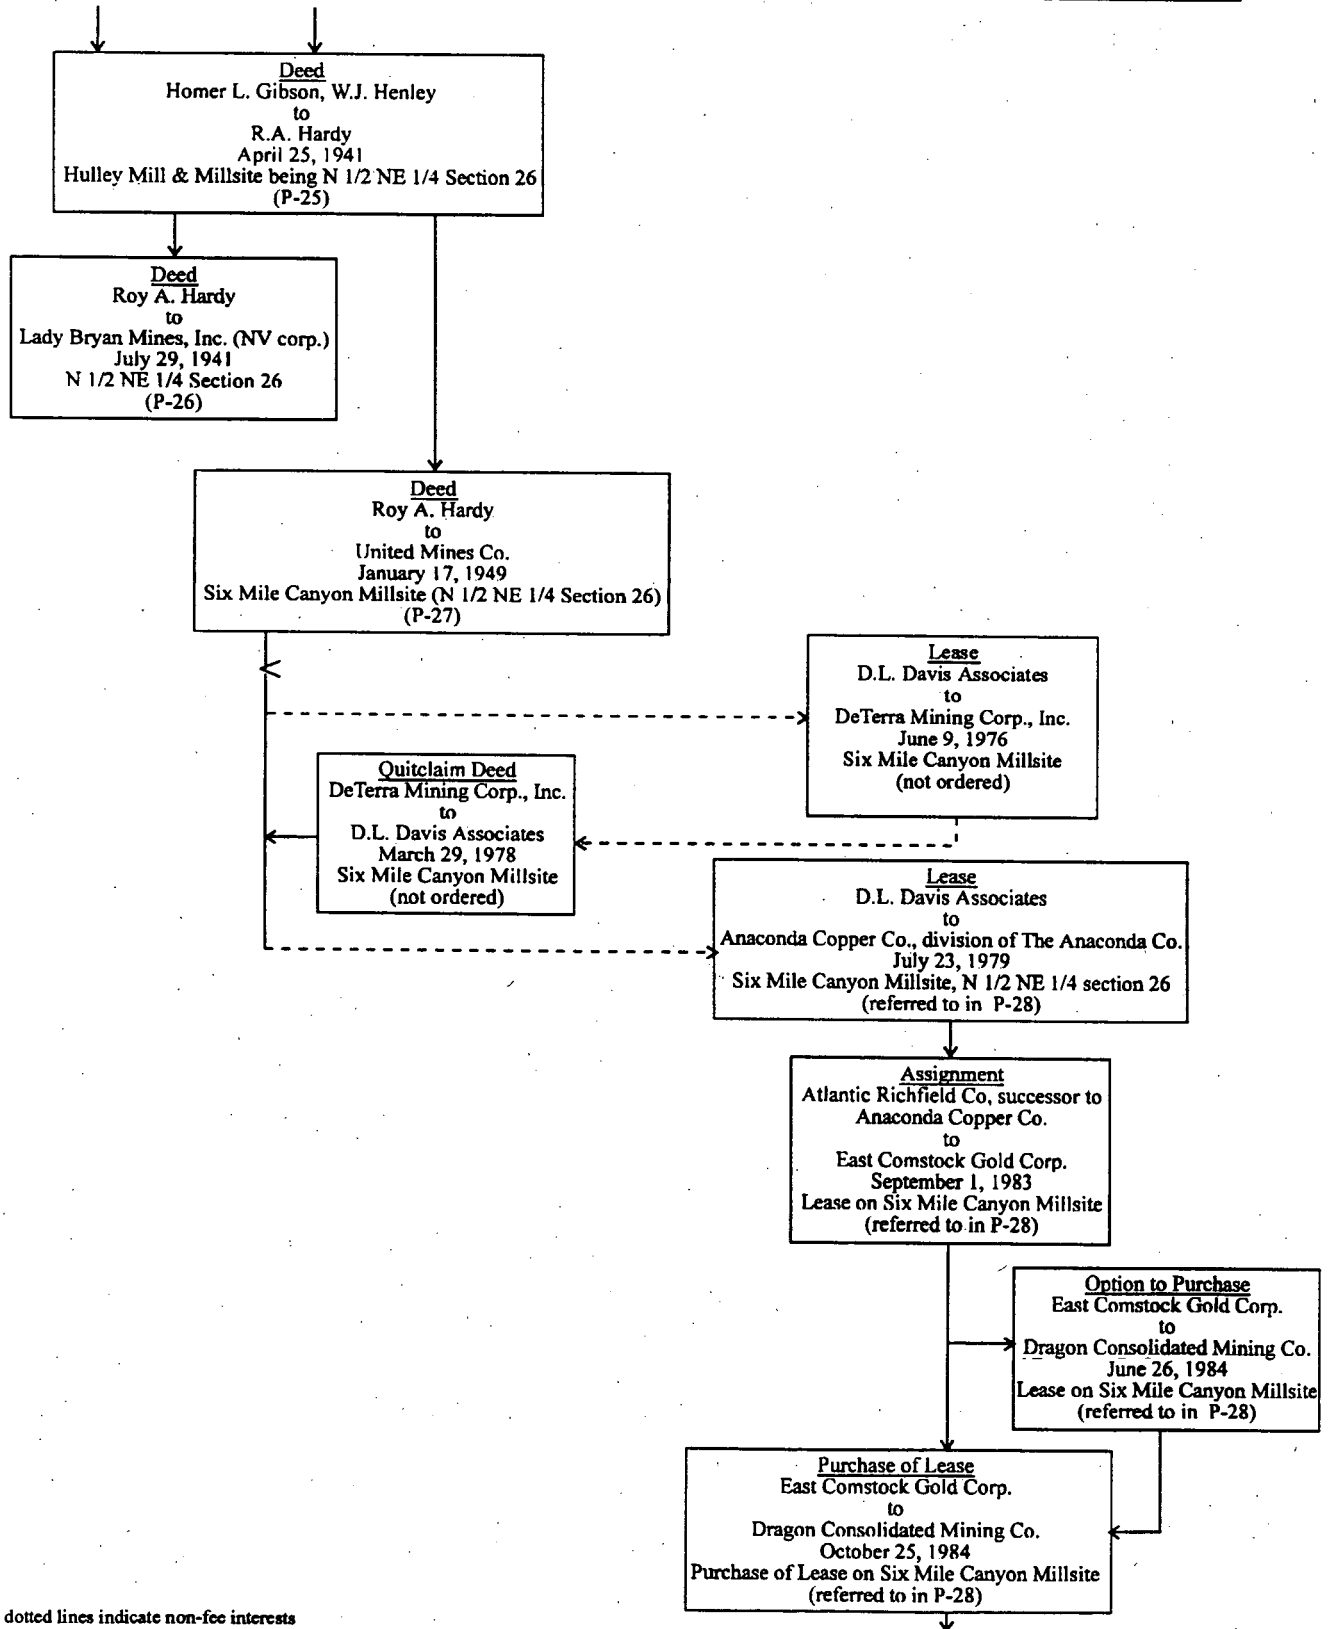 Deed
Homer L. Gibson, W.J. Henley
to
R.A. Hardy
April 25, 1941
Hulley Mill & Millsite being N 1/2 NE 1/4 Section 26
(P-25)
Deed
Roy A. Hardy
to
Lady Bryan Mines, Inc. (NV corp.)
July 29, 1941
N 1/2 NE 1/4 Section 26
(P-26)
Deed
Roy A. Hardy
to
United Mines Co.
January 17, 1949
Six Mile Canyon Millsite (N 1/2 NE 1/4 Section 26)
(P-27)
Lease
D.L. Davis Associates
to
DeTerra Mining Corp., Inc.
June 9, 1976
Six Mile Canyon Millsite
(not ordered)
Quitclaim Deed
DeTerra Mining Corp., Inc.
to
D.L. Davis Associates
March 29, 1978
Six Mile Canyon Millsite
(not ordered)
Lease
D.L. Davis Associates
to
Anaconda Copper Co., division of The Anaconda Co.
July 23, 1979
Six Mile Canyon Millsite, N 1/2 NE 1/4 section 26
(referred to in P-28)
Assignment
Atlantic Richfield Co, successor to
Anaconda Copper Co.
to
East Comstock Gold Corp.
September 1, 1983
Lease on Six Mile Canyon Millsite
(referred to in P-28)
Option to Purchase
East Comstock Gold Corp.
to
Dragon Consolidated Mining Co.
June 26, 1984
Lease on Six Mile Canyon Millsite
(referred to in P-28)
Purchase of Lease
East Comstock Gold Corp.
to
Dragon Consolidated Mining Co.
October 25, 1984
Purchase of Lease on Six Mile Canyon Millsite
(referred to in P-28)
dotted lines indicate non-fee interests